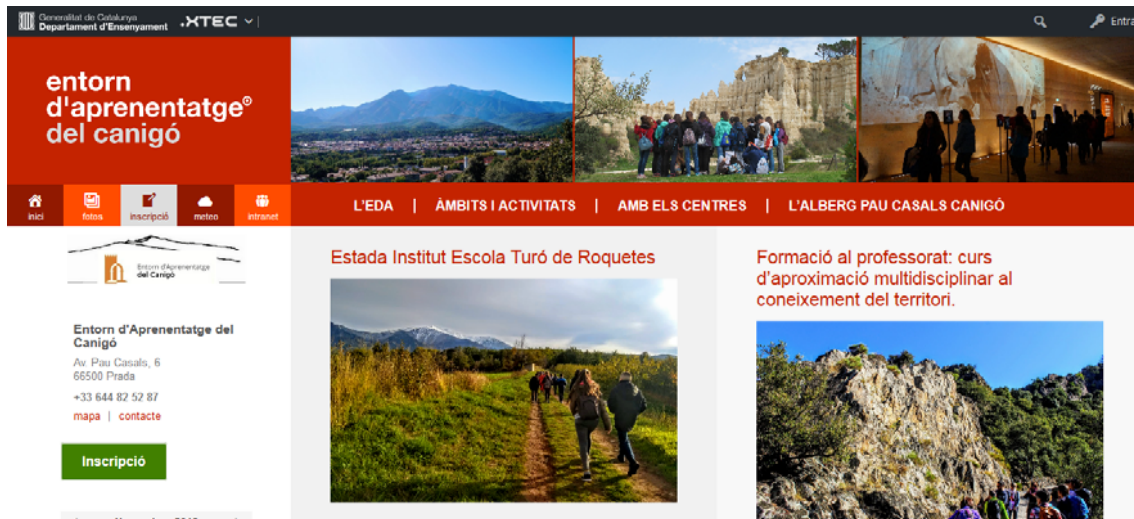 Generalitat de Catalunya
Departament d'Ensenyament
.XTEC
Entra
entorn
d'aprenentatge®
del canigó
inici
fotos
inscripció
meteo
intranet
L'EDA | ÀMBITS I ACTIVITATS | AMB ELS CENTRES | L'ALBERG PAU CASALS CANIGÓ
Entorn d'Aprenentatge
del Canigó
Entorn d'Aprenentatge del
Canigó
Av. Pau Casals, 6
66500 Prada
+33 644 82 52 87
mapa | contacte
Inscripció
Estada Institut Escola Turó de Roquetes
Formació al professorat: curs
d'aproximació multidisciplinar al
coneixement del territori.